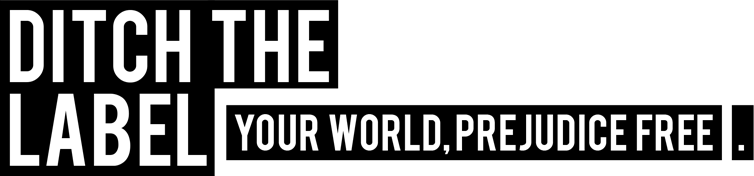 DITCH THE
LABEL
YOUR WORLD, PREJUDICE FREE .